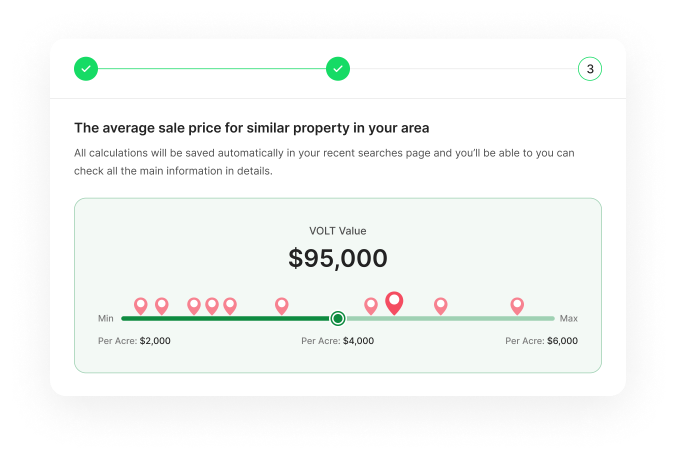 3
The average sale price for similar property in your area
All calculations will be saved automatically in your recent searches page and you’ll be able to you can
check all the main information in details.
VOLT Value
$95,000
Min
Max
Per Acre: $2,000
Per Acre: $4,000
Per Acre: $6,000